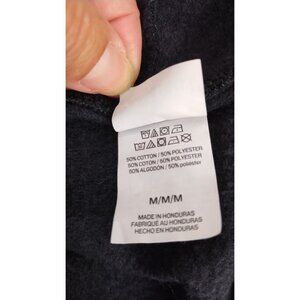 50% COTTON / 50% POLYESTER
50% COTON / 50% POLYESTER
50% ALGODÓN / 50% poliéster
M/M/M
MADE IN HONDURAS
FABRIQUÉ AU HONDURAS
HECHO EN HONDURAS